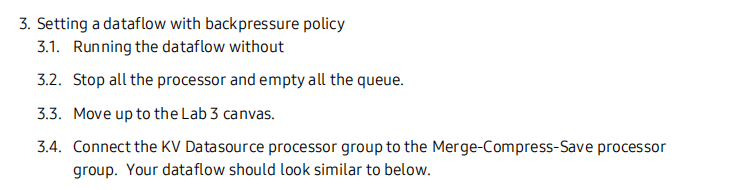 3. Setting a dataflow with backpressure policy
3.1. Running the dataflow without
3.2. Stop all the processor and empty all the queue.
3.3. Move up to the Lab 3 canvas.
3.4. Connect the KV Datasource processor group to the Merge-Compress-Save processor
group. Your dataflow should look similar to below.